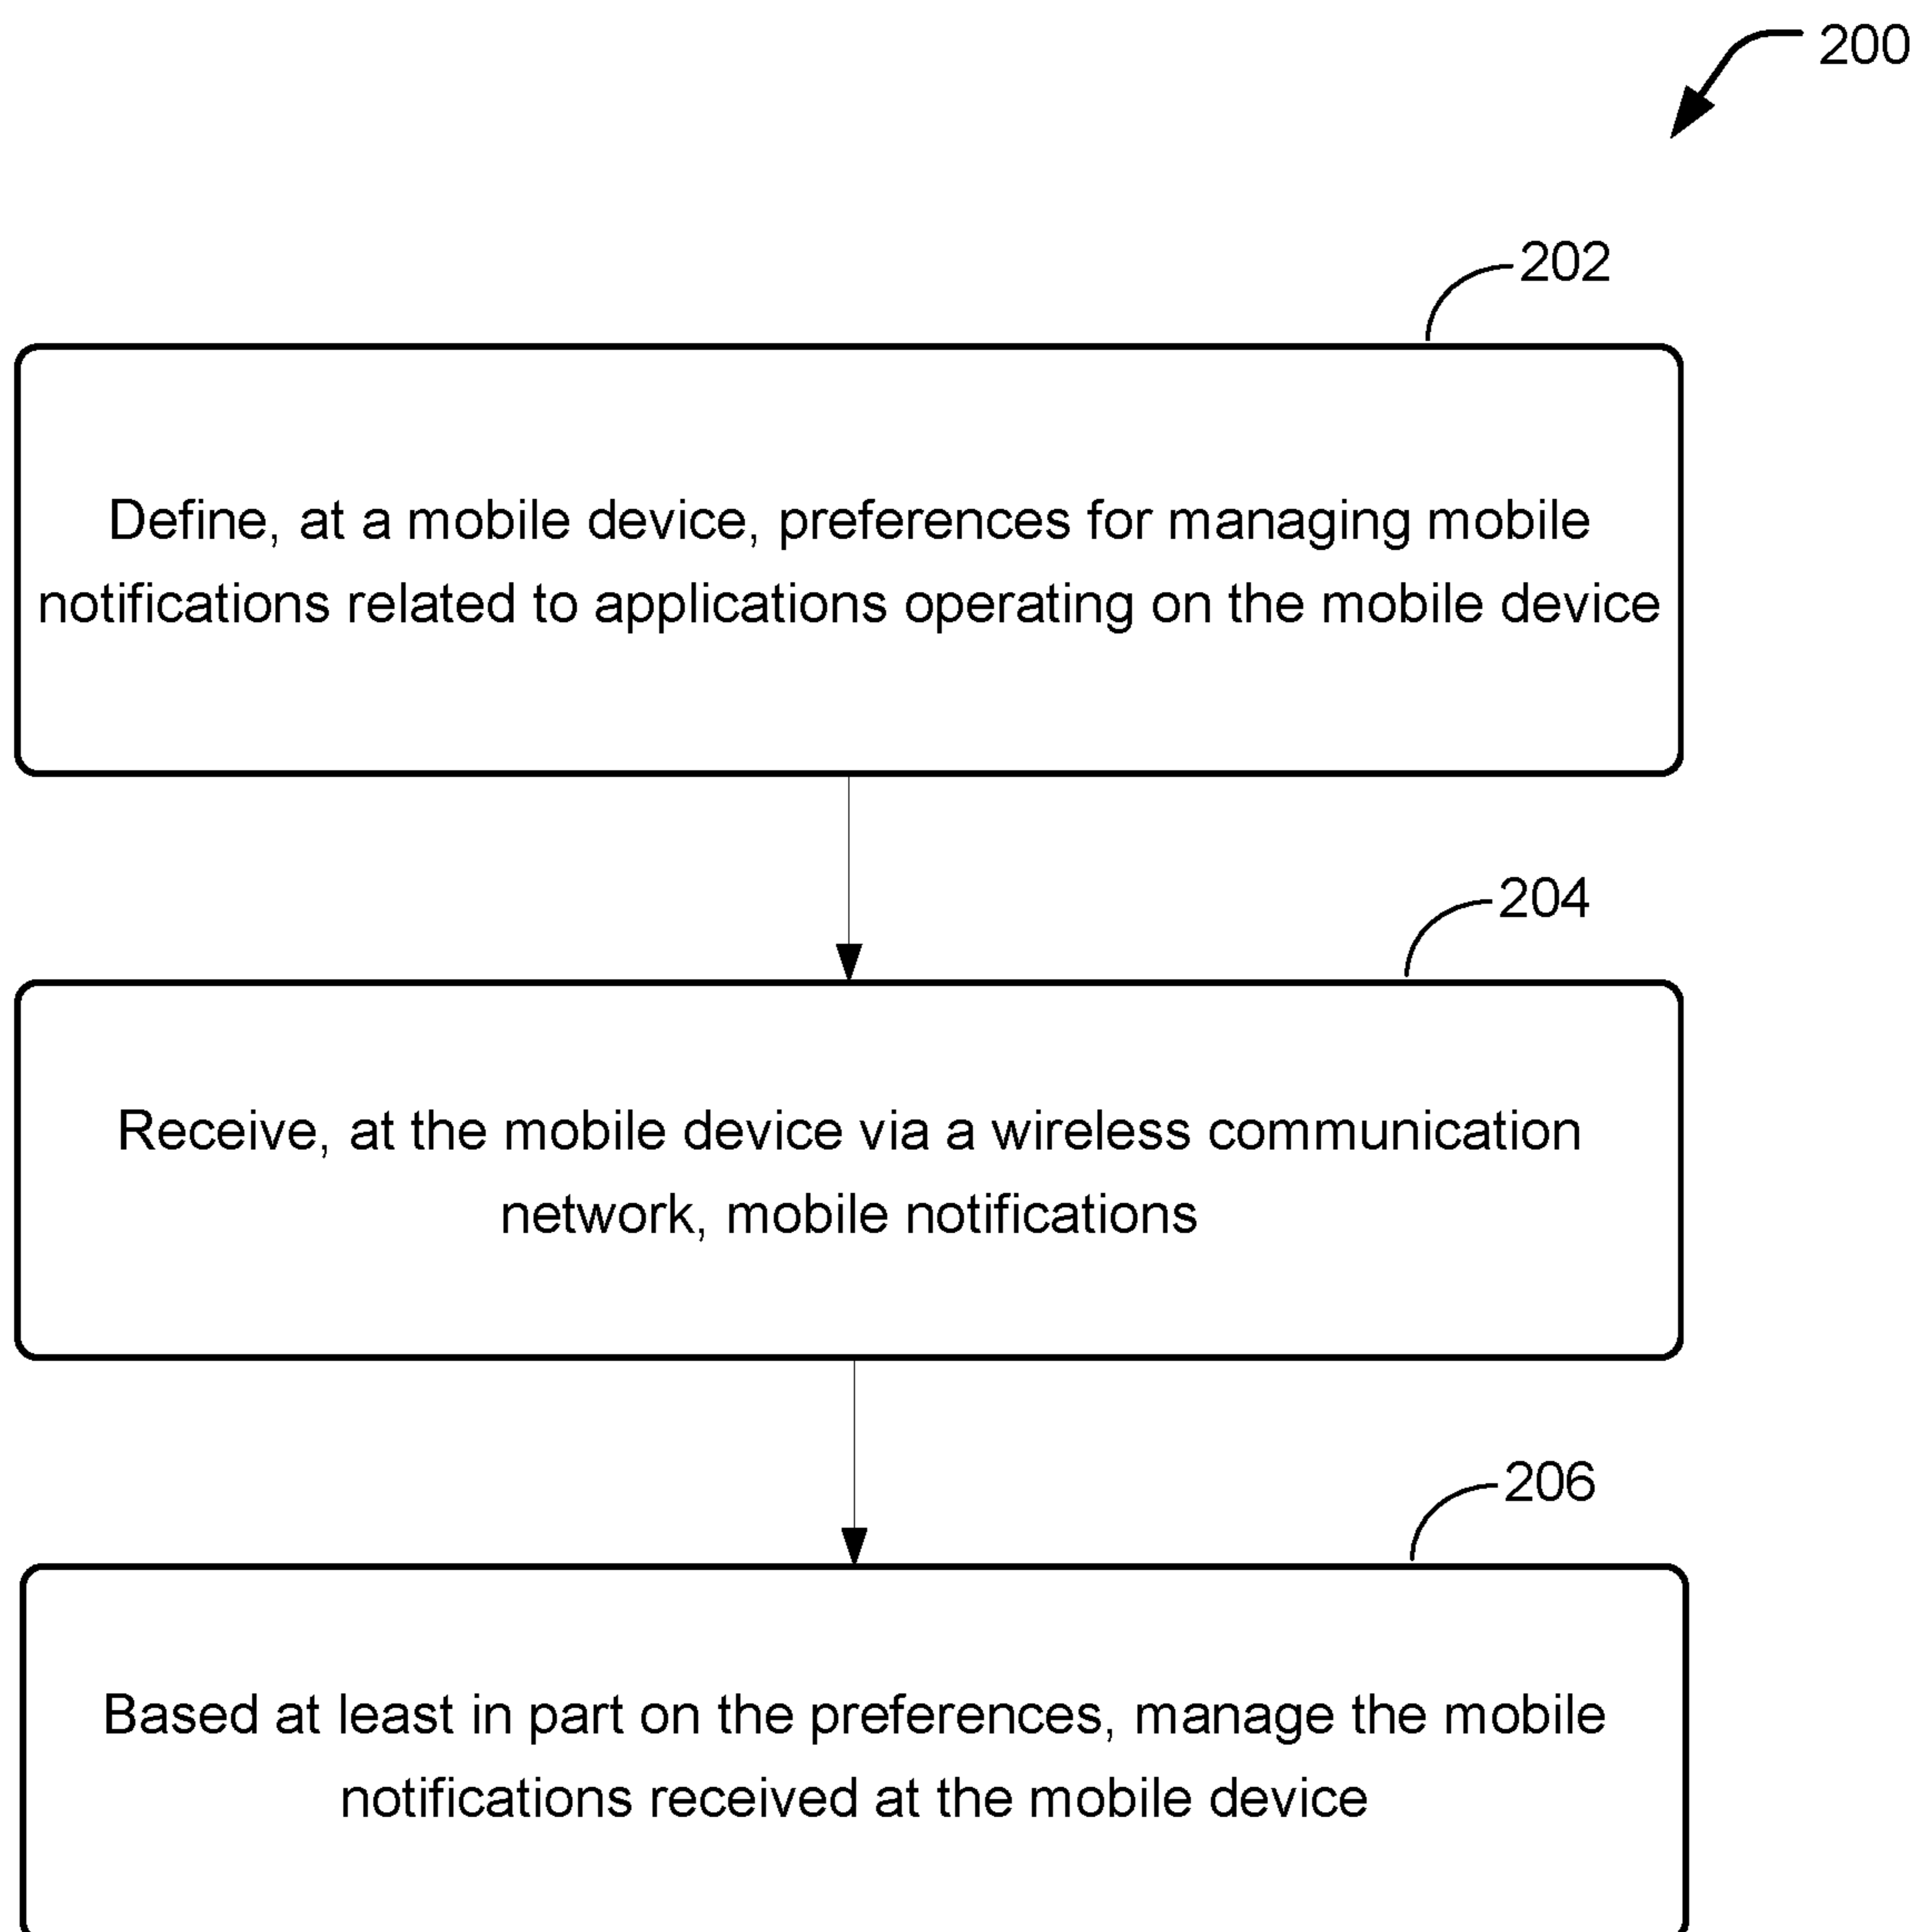 200
202
Define, at a mobile device, preferences for managing mobile
notifications related to applications operating on the mobile device
204
Receive, at the mobile device via a wireless communication
network, mobile notifications
206
Based at least in part on the preferences, manage the mobile
notifications received at the mobile device